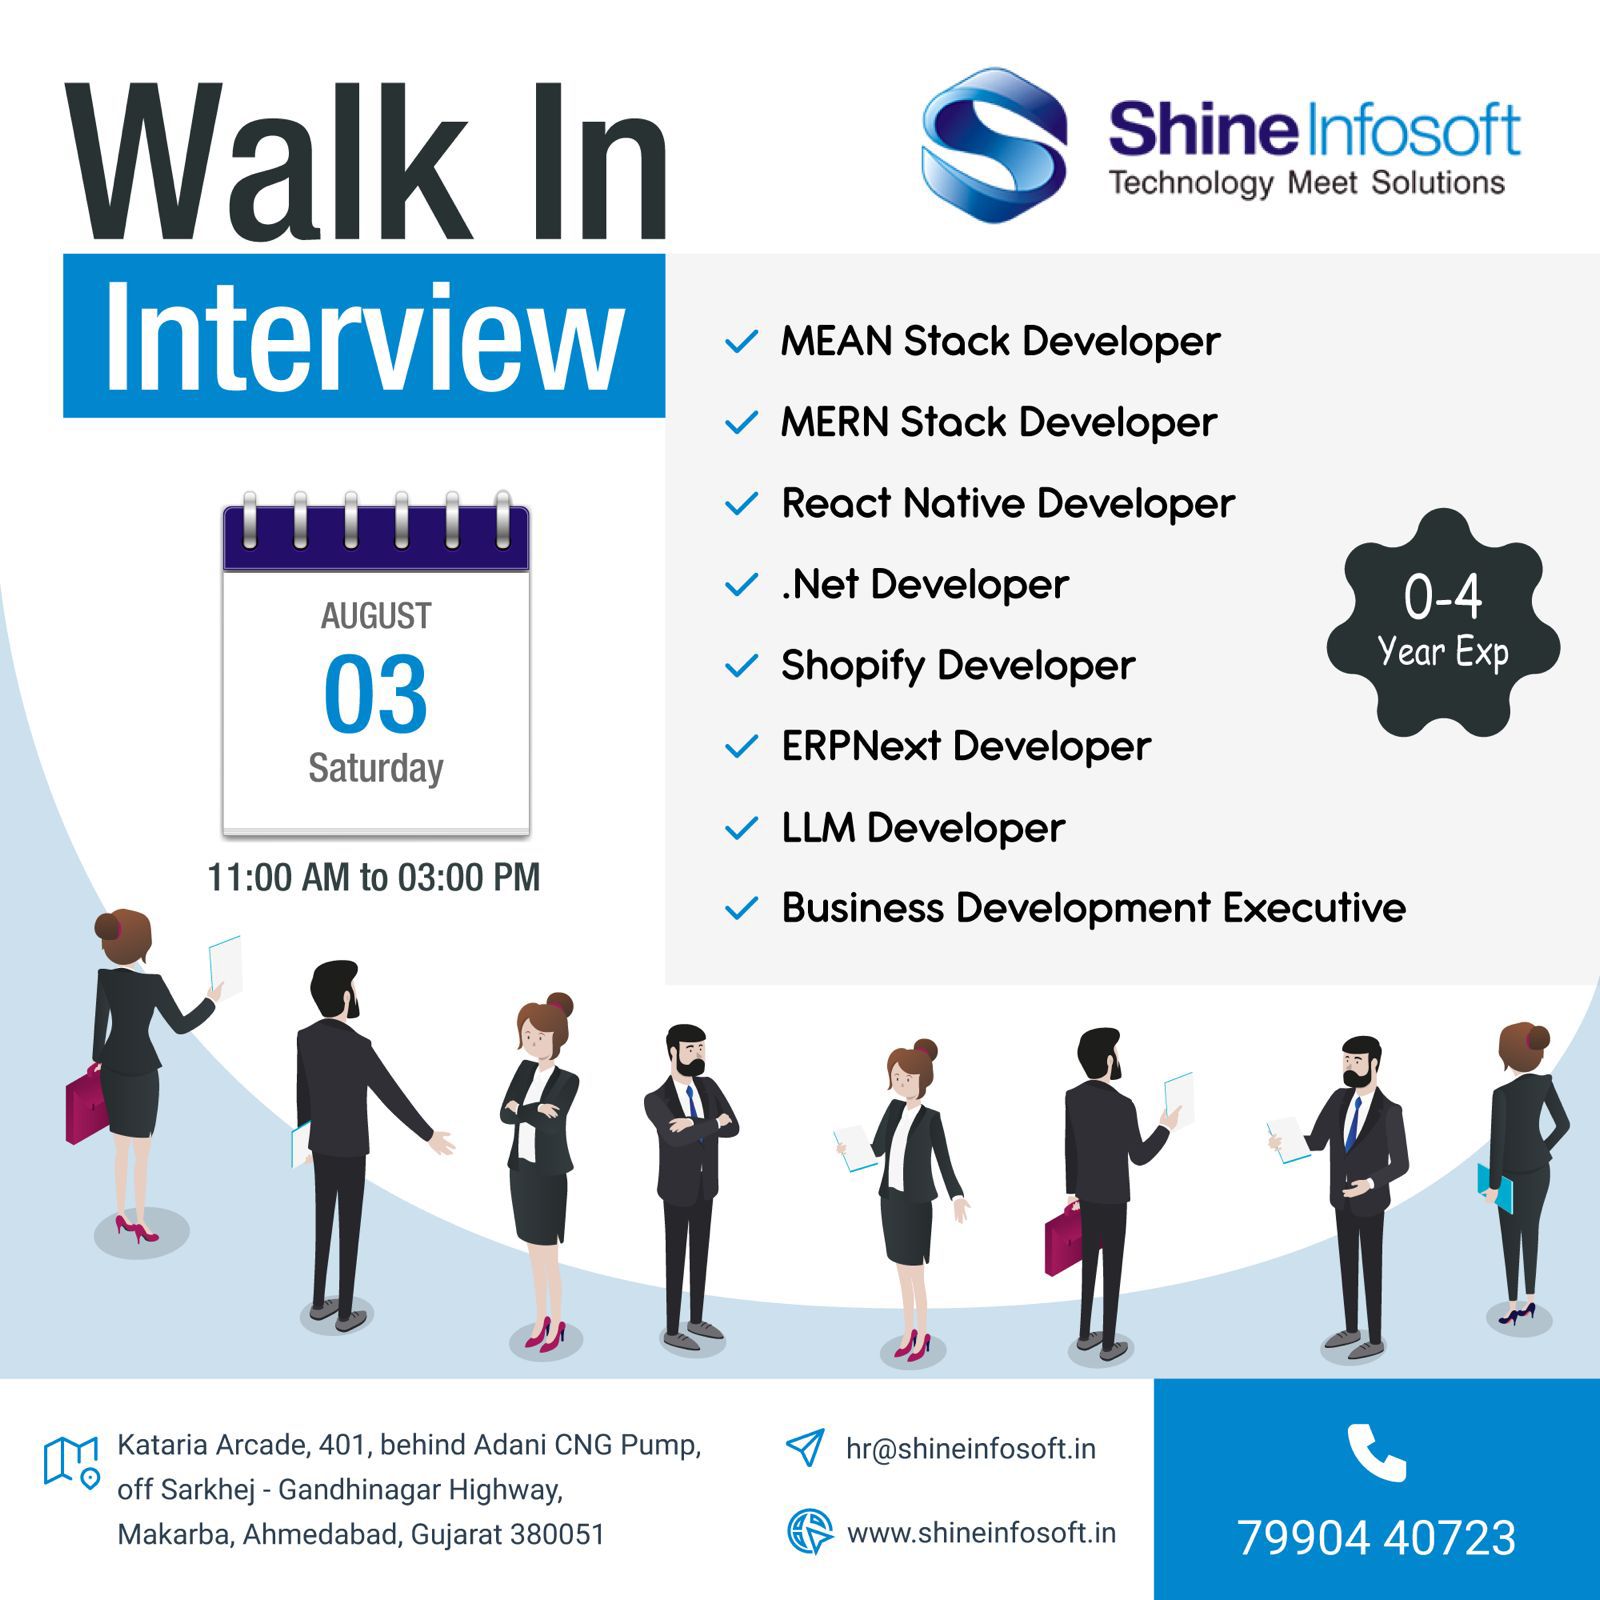 Walk In
Interview
Shine Infosoft
Technology Meet Solutions
AUGUST
03
Saturday
11:00 AM to 03:00 PM
MEAN Stack Developer
MERN Stack Developer
React Native Developer
.Net Developer
Shopify Developer
ERPNext Developer
LLM Developer
Business Development Executive
0-4
Year Exp
Kataria Arcade, 401, behind Adani CNG Pump,
off Sarkhej - Gandhinagar Highway,
Makarba, Ahmedabad, Gujarat 380051
hr@shineinfosoft.in
www.shineinfosoft.in
79904 40723